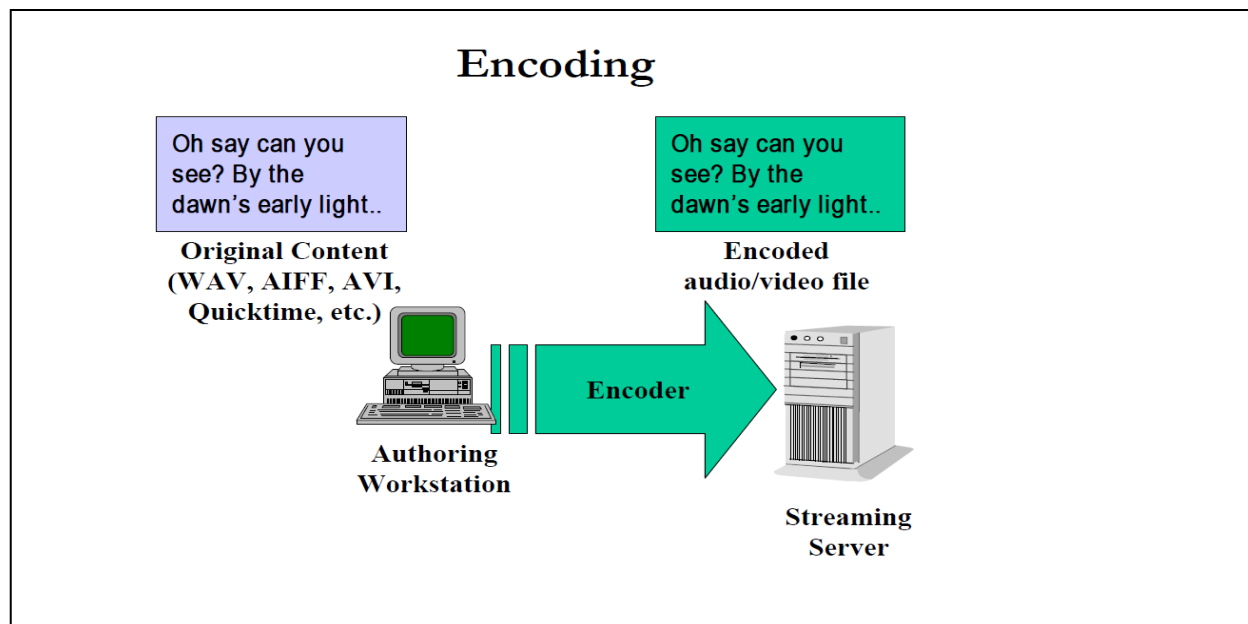 Encoding
Oh say can you
see? By the
dawn’s early light..
Original Content
(WAV, AIFF, AVI,
Quicktime, etc.)
Oh say can you
see? By the
dawn’s early light..
Encoded
audio/video file
Encoder
Authoring
Workstation
Streaming
Server